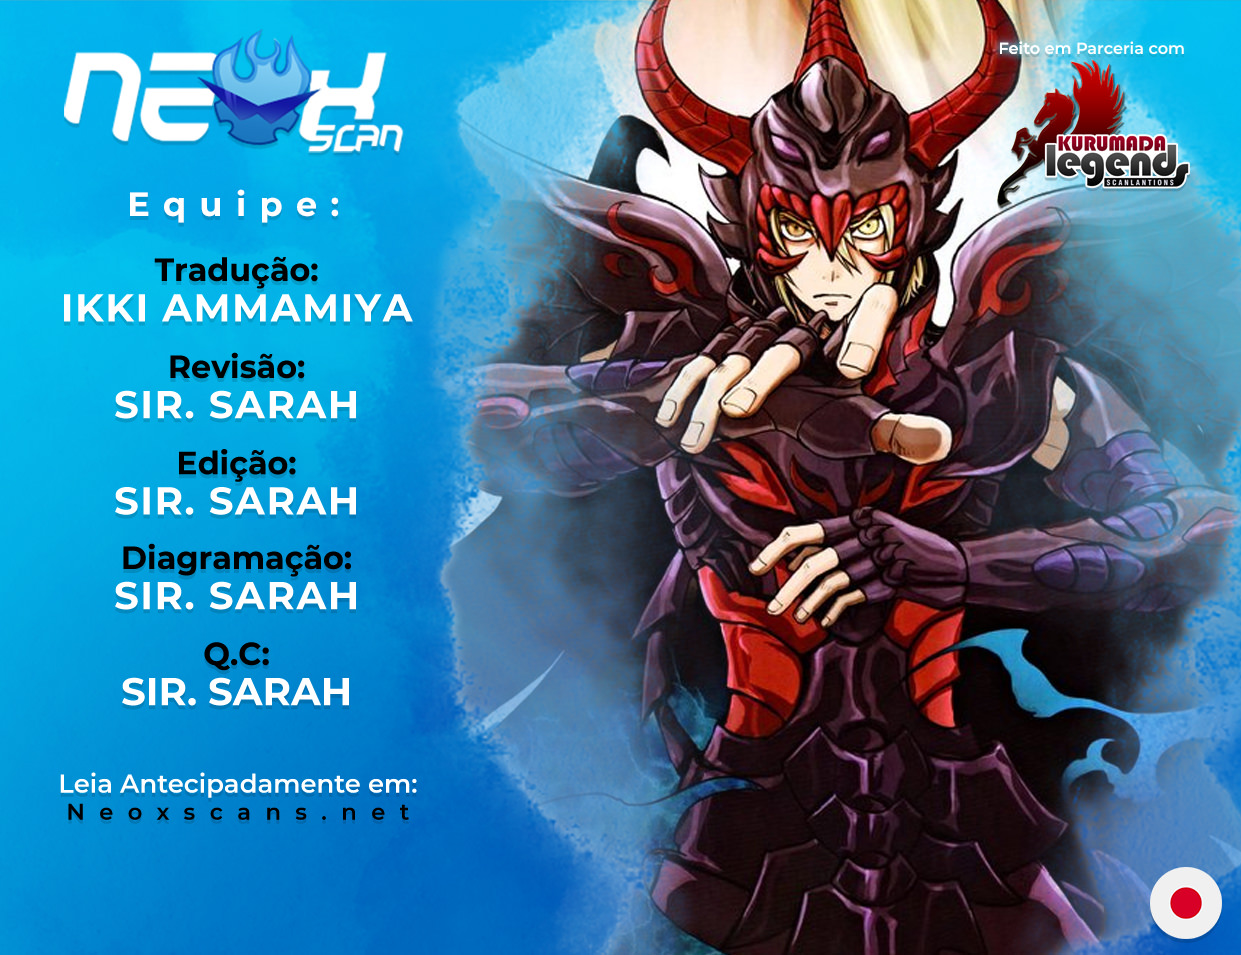 NEOX
SCAN
Feito em Parceria com
KURUMADA
legends
SCANLANTIONS
Equipe:
Tradução:
IKKI AMMAMIYA
Revisão:
SIR. SARAH
Edição:
SIR. SARAH
Diagramação:
SIR. SARAH
Q.C:
SIR. SARAH
Leia Antecipadamente em:
Neoxscans.net